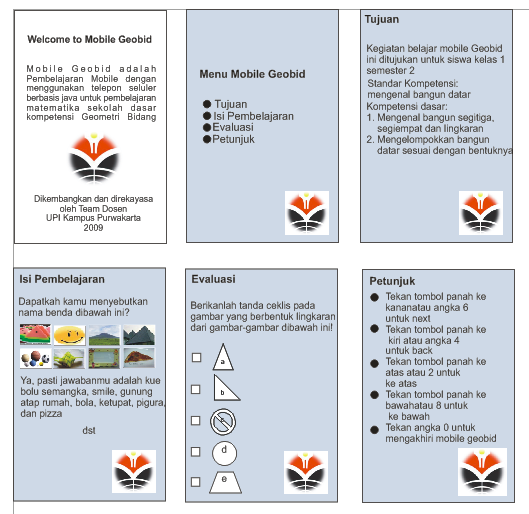 Welcome to Mobile Geobid
Mobile Geobid adalah
Pembelajaran Mobile dengan
menggunakan telepon seluler
berbasis java untuk pembelajaran
matematika sekolah dasar
kompetensi Geometri Bidang
Dikembangkan dan direkayasa
oleh Team Dosen
UPI Kampus Purwakarta
2009
Menu Mobile Geobid
Tujuan
Isi Pembelajaran
Evaluasi
Petunjuk
Tujuan
Kegiatan belajar mobile Geobid
ini ditujukan untuk siswa kelas 1
semester 2
Standar Kompetensi:
mengenal bangun datar
Kompetensi dasar:
1. Mengenal bangun segitiga,
segiempat dan lingkaran
2. Mengelompokkan bangun
datar sesuai dengan bentuknya
Isi Pembelajaran
Dapatkah kamu menyebutkan
nama benda dibawah ini?
Ya, pasti jawabanmu adalah kue
bolu semangka, smile, gunung
atap rumah, bola, ketupat, pigura,
dan pizza
dst
Evaluasi
Berikanlah tanda ceklis pada
gambar yang berbentuk lingkaran
dari gambar-gambar dibawah ini!
a
b
d
e
Petunjuk
Tekan tombol panah ke
kananatau angka 6
untuk next
Tekan tombol panah ke
kiri atau angka 4
untuk back
Tekan tombol panah ke
atas atau 2 untuk
ke atas
Tekan tombol panah ke
bawahatau 8 untuk
ke bawah
Tekan angka 0 untuk
mengakhiri mobile geobid